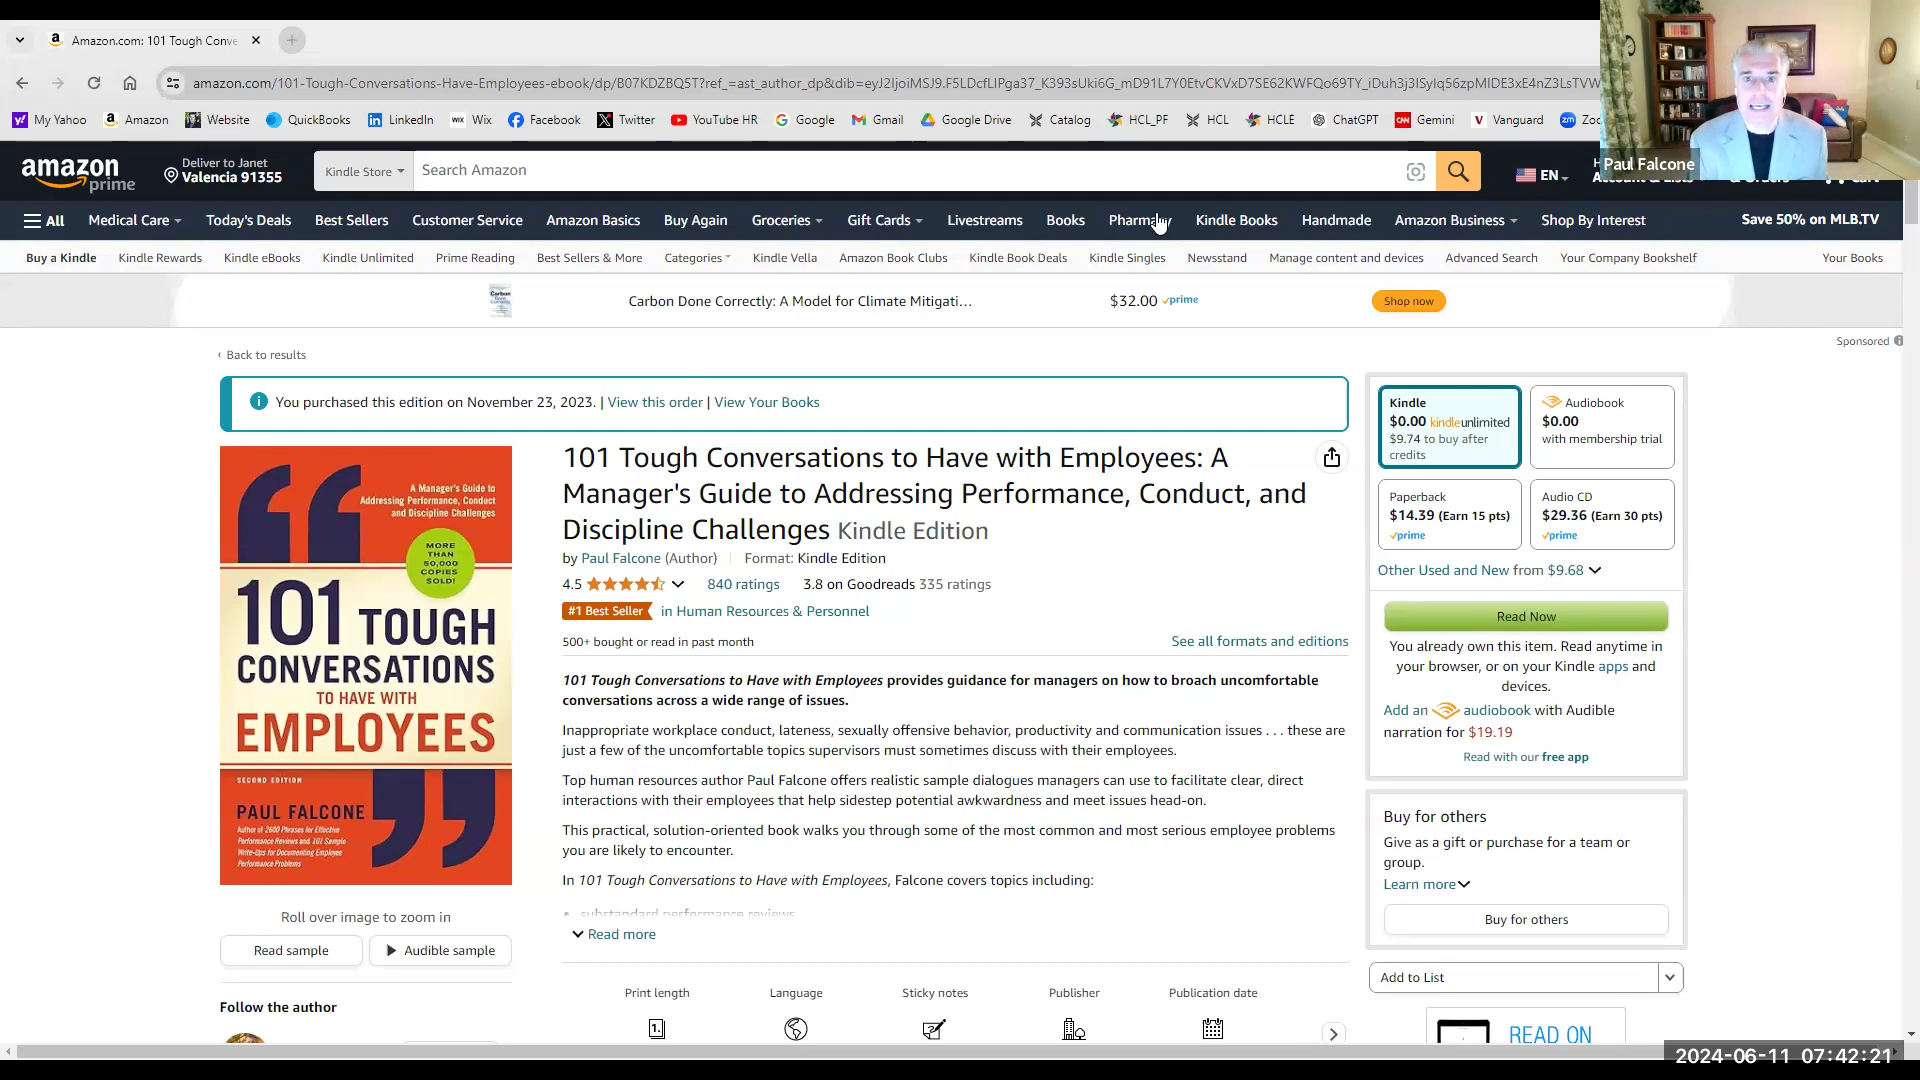 Amazon.com: 101 Tough Conve
amazon.com/101-Tough-Conversations-Have-Employees-ebook/dp/B07KDZBQ5T?ref_=ast_author_dp&dib=
My Yahoo Amazon Website QuickBooks LinkedIn Wix Facebook Twitter YouTube HR Google Gmail Google Drive Catalog HCL_PF HCL HCLE ChatGPT Gemini Vanguard
Paul Falcone
amazon prime
Deliver to Janet
Valencia 91355
Kindle Store
Search Amazon
EN
All Medical Care Today's Deals Best Sellers Customer Service Amazon Basics Buy Again Groceries Gift Cards Livestreams Books Kindle Books Handmade Amazon Business Shop By Interest Save 50% on MLB.TV
Buy a Kindle Kindle Rewards Kindle eBooks Kindle Unlimited Prime Reading Best Sellers & More Categories Kindle Vella Amazon Book Clubs Kindle Book Deals Kindle Singles Newsstand Manage content and devices Advanced Search Your Company Bookshelf Your Books
Carbon Done Correctly: A Model for Climate Mitigati... $32.00 prime Shop now
Sponsored
‹ Back to results
You purchased this edition on November 23, 2023. | View this order | View Your Books
A Manager's Guide to
Addressing Performance, Conduct
and Discipline Challenges
MORE
THAN
50,000
COPIES
SOLD!
101 TOUGH
CONVERSATIONS
TO HAVE WITH
EMPLOYEES
SECOND EDITION
PAUL FALCONE
Author of 2600 Phrases for Effective
Performance Reviews and 101 Sample
Write-Ups for Documenting Employee
Performance Problems
Roll over image to zoom in
Read sample Audible sample
Follow the author
101 Tough Conversations to Have with Employees: A
Manager's Guide to Addressing Performance, Conduct, and
Discipline Challenges Kindle Edition
by Paul Falcone (Author) Format: Kindle Edition
4.5 840 ratings 3.8 on Goodreads 335 ratings
#1 Best Seller in Human Resources & Personnel
500+ bought or read in past month See all formats and editions
101 Tough Conversations to Have with Employees provides guidance for managers on how to broach uncomfortable
conversations across a wide range of issues.
Inappropriate workplace conduct, lateness, sexually offensive behavior, productivity and communication issues . . . these are
just a few of the uncomfortable topics supervisors must sometimes discuss with their employees.
Top human resources author Paul Falcone offers realistic sample dialogues managers can use to facilitate clear, direct
interactions with their employees that help sidestep potential awkwardness and meet issues head-on.
This practical, solution-oriented book walks you through some of the most common and most serious employee problems
you are likely to encounter.
In 101 Tough Conversations to Have with Employees, Falcone covers topics including:
substandard performance reviews
Read more
Print length Language Sticky notes Publisher Publication date
Kindle
$0.00 kindleunlimited
$9.74 to buy after
credits
Audiobook
$0.00
with membership trial
Paperback
$14.39 (Earn 15 pts)
prime
Audio CD
$29.36 (Earn 30 pts)
prime
Other Used and New from $9.68
Read Now
You already own this item. Read anytime in
your browser, or on your Kindle apps and
devices.
Add an audiobook with Audible
narration for $19.19
Read with our free app
Buy for others
Give as a gift or purchase for a team or
group.
Learn more
Buy for others
Add to List
READ ON
2024-06-11 07:42:21